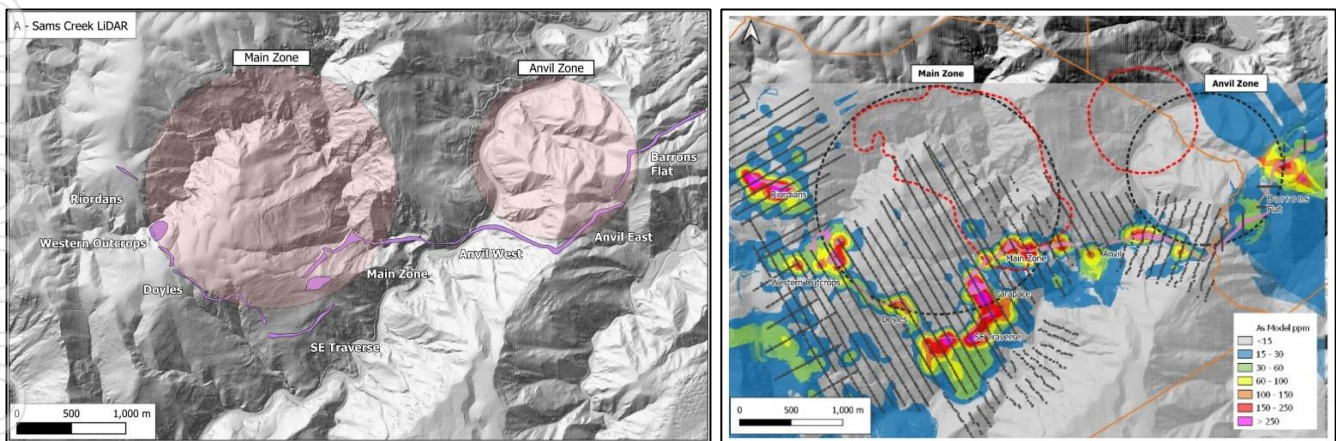 A - Sams Creek LiDAR
Main Zone
Anvil Zone
Barrons
Flat
Riordans
Western Outcrops
Anvil East
Anvil West
Main Zone
Doyles
SE Traverse
0 500 1,000 m
Main Zone
Anvil Zone
Riordans
Barrons
Flat
Main Zone
Anvil
Western Outcrops
Carapace
Doyles
SE Traverse
As Model ppm
<15
15 - 30
30 - 60
60 - 100
100 - 150
150 - 250
> 250
0 500 1,000 m